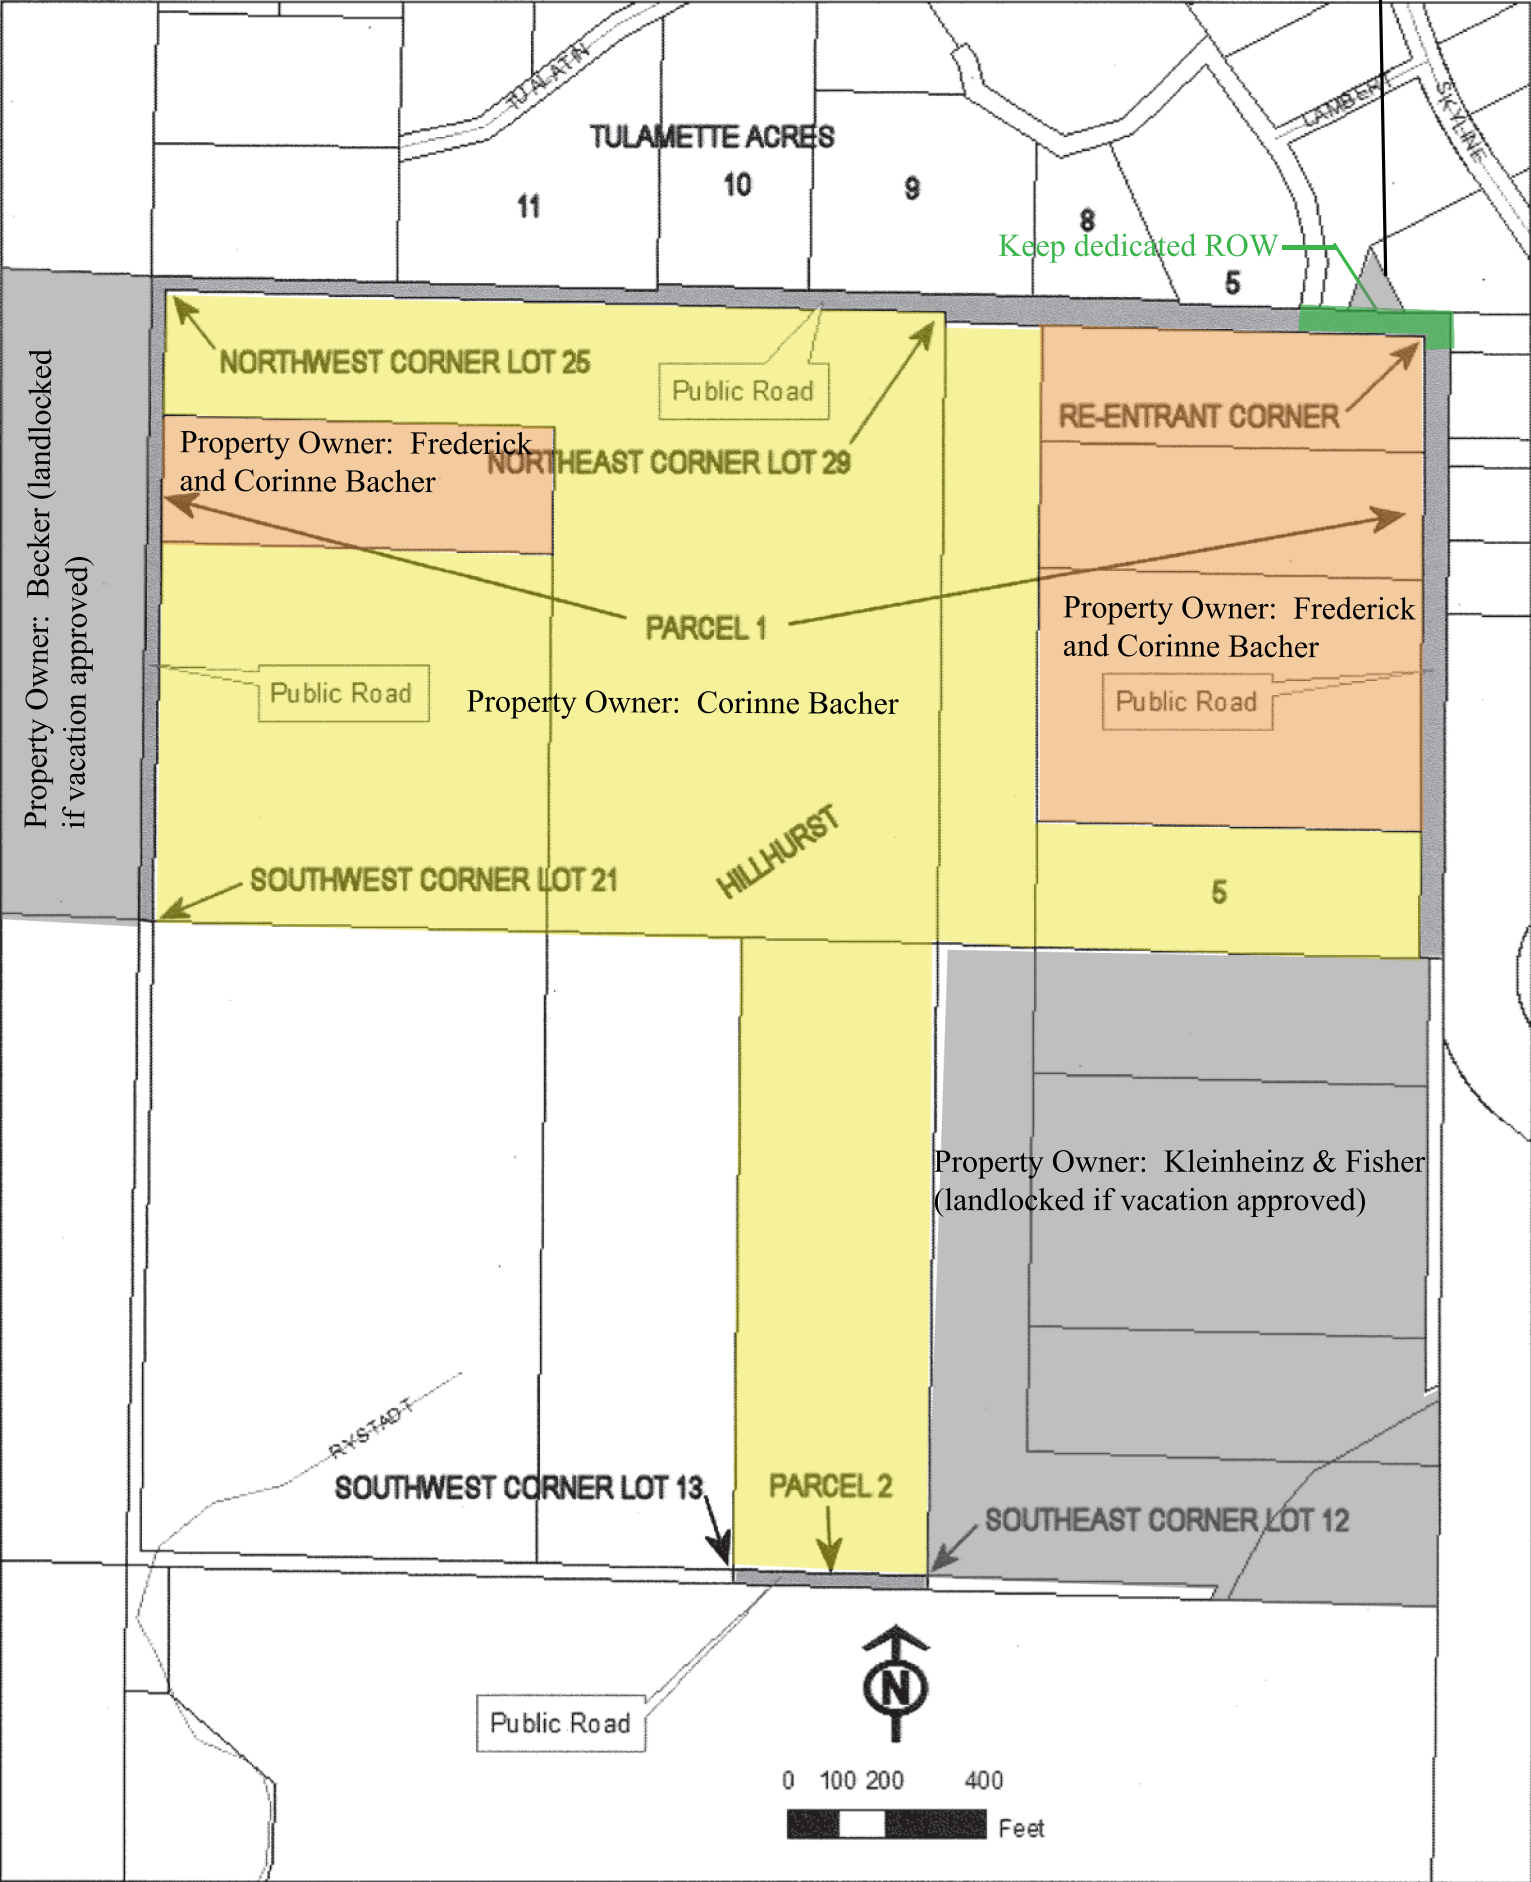 TUALATIN
LAMBERT
SKYLINE
TULAMETTE ACRES
11
10
9
8
5
Keep dedicated ROW
NORTHWEST CORNER LOT 25
Public Road
RE-ENTRANT CORNER
Property Owner:  Frederick
and Corinne Bacher
NORTHEAST CORNER LOT 29
Property Owner:  Becker (landlocked
if vacation approved)
PARCEL 1
Property Owner:  Frederick
and Corinne Bacher
Public Road
Property Owner:  Corinne Bacher
Public Road
HILLHURST
SOUTHWEST CORNER LOT 21
5
Property Owner:  Kleinheinz & Fisher
(landlocked if vacation approved)
RYSTADT
SOUTHWEST CORNER LOT 13
PARCEL 2
SOUTHEAST CORNER LOT 12
Public Road
N
0 100 200 400
Feet